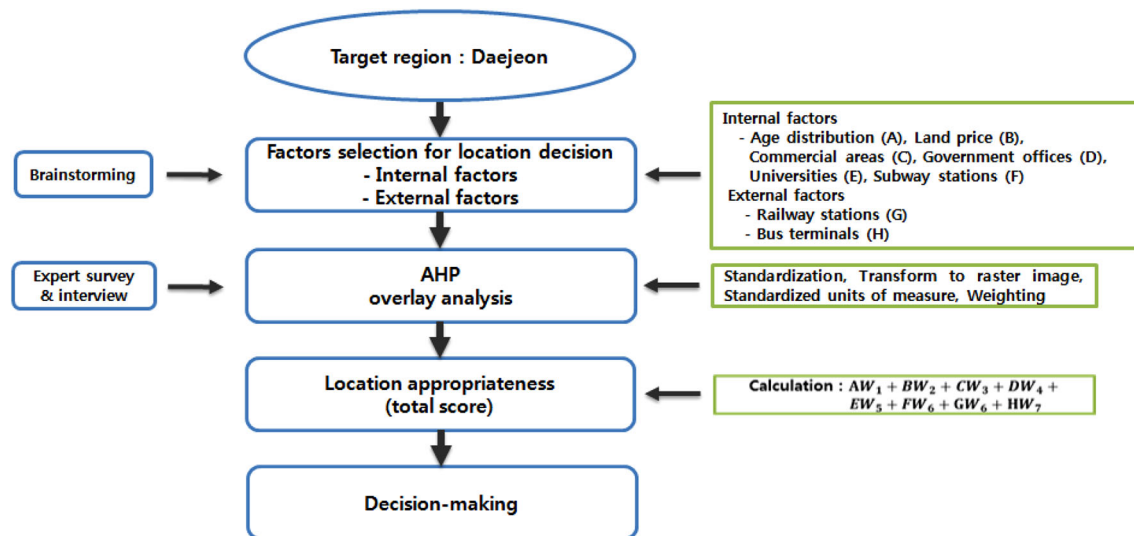 Target region : Daejeon
Brainstorming
Factors selection for location decision
- Internal factors
- External factors
Internal factors
- Age distribution (A), Land price (B),
Commercial areas (C), Government offices (D),
Universities (E), Subway stations (F)
External factors
- Railway stations (G)
- Bus terminals (H)
Expert survey
& interview
AHP
overlay analysis
Standardization, Transform to raster image,
Standardized units of measure, Weighting
Location appropriateness
(total score)
Calculation : AW₁ + BW₂ + CW₃ + DW₄ +
EW₅ + FW₆ + GW₆ + HW₇
Decision-making